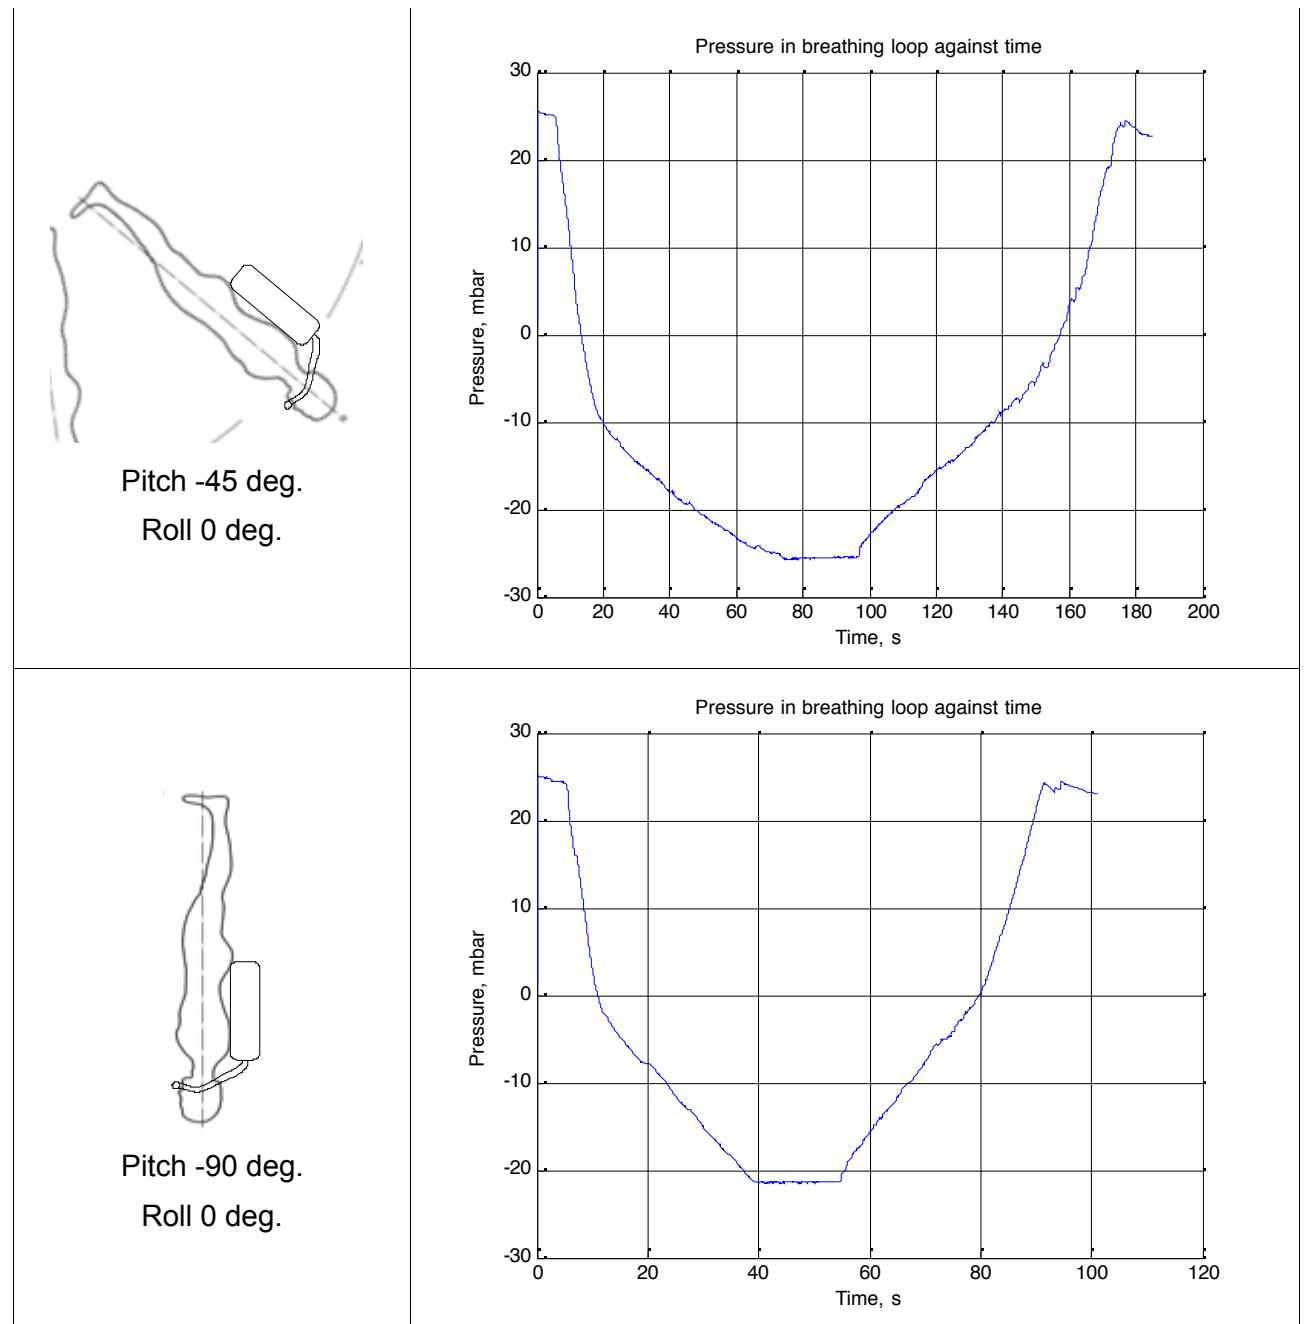 Pressure in breathing loop against time
30
20
10
0
-10
-20
-30
Pressure, mbar
0 20 40 60 80 100 120 140 160 180 200
Time, s
Pitch -45 deg.
Roll 0 deg.
Pressure in breathing loop against time
30
20
10
0
-10
-20
-30
Pressure, mbar
0 20 40 60 80 100 120
Time, s
Pitch -90 deg.
Roll 0 deg.